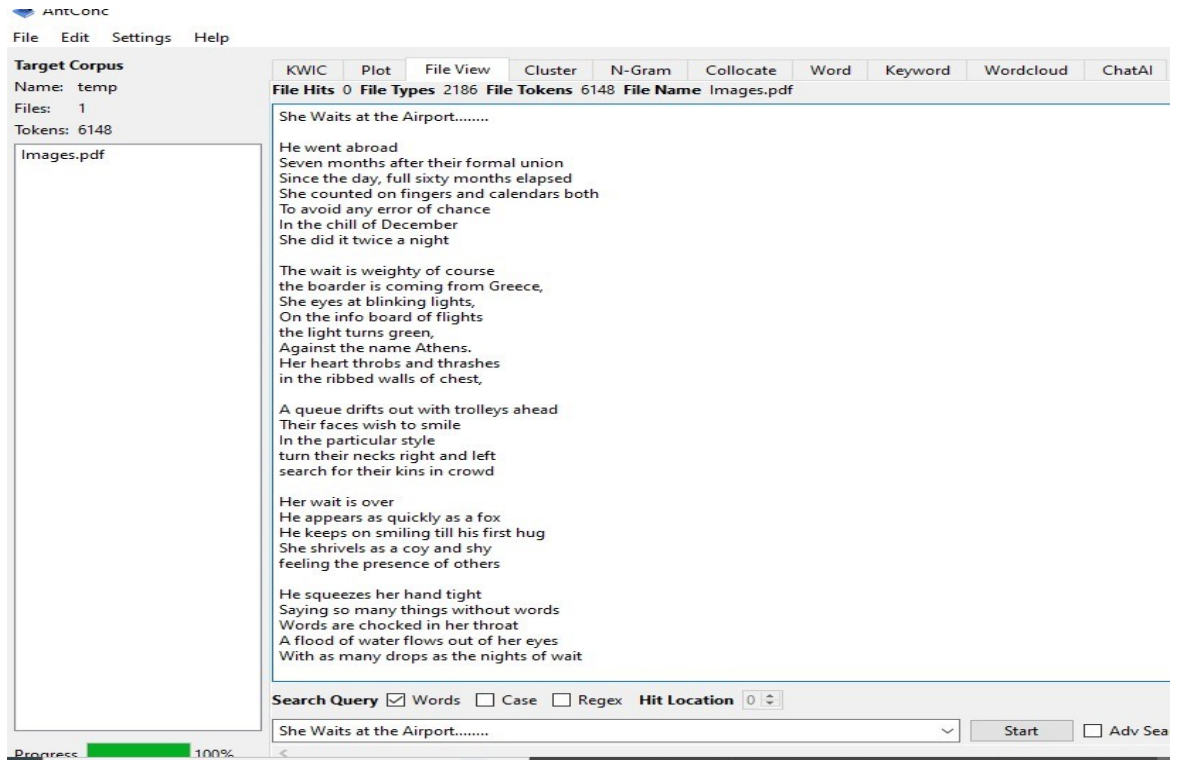 AntConc
File Edit Settings Help
Target Corpus
Name: temp
Files: 1
Tokens: 6148
Images.pdf
Progress 100%
KWIC Plot File View Cluster N-Gram Collocate Word Keyword Wordcloud ChatAI
File Hits 0 File Types 2186 File Tokens 6148 File Name Images.pdf
She Waits at the Airport........
He went abroad
Seven months after their formal union
Since the day, full sixty months elapsed
She counted on fingers and calendars both
To avoid any error of chance
In the chill of December
She did it twice a night
The wait is weighty of course
the boarder is coming from Greece,
She eyes at blinking lights,
On the info board of flights
the light turns green,
Against the name Athens.
Her heart throbs and thrashes
in the ribbed walls of chest,
A queue drifts out with trolleys ahead
Their faces wish to smile
In the particular style
turn their necks right and left
search for their kins in crowd
Her wait is over
He appears as quickly as a fox
He keeps on smiling till his first hug
She shrivels as a coy and shy
feeling the presence of others
He squeezes her hand tight
Saying so many things without words
Words are chocked in her throat
A flood of water flows out of her eyes
With as many drops as the nights of wait
Search Query Words Case Regex Hit Location 0
She Waits at the Airport........ Start Adv Sea